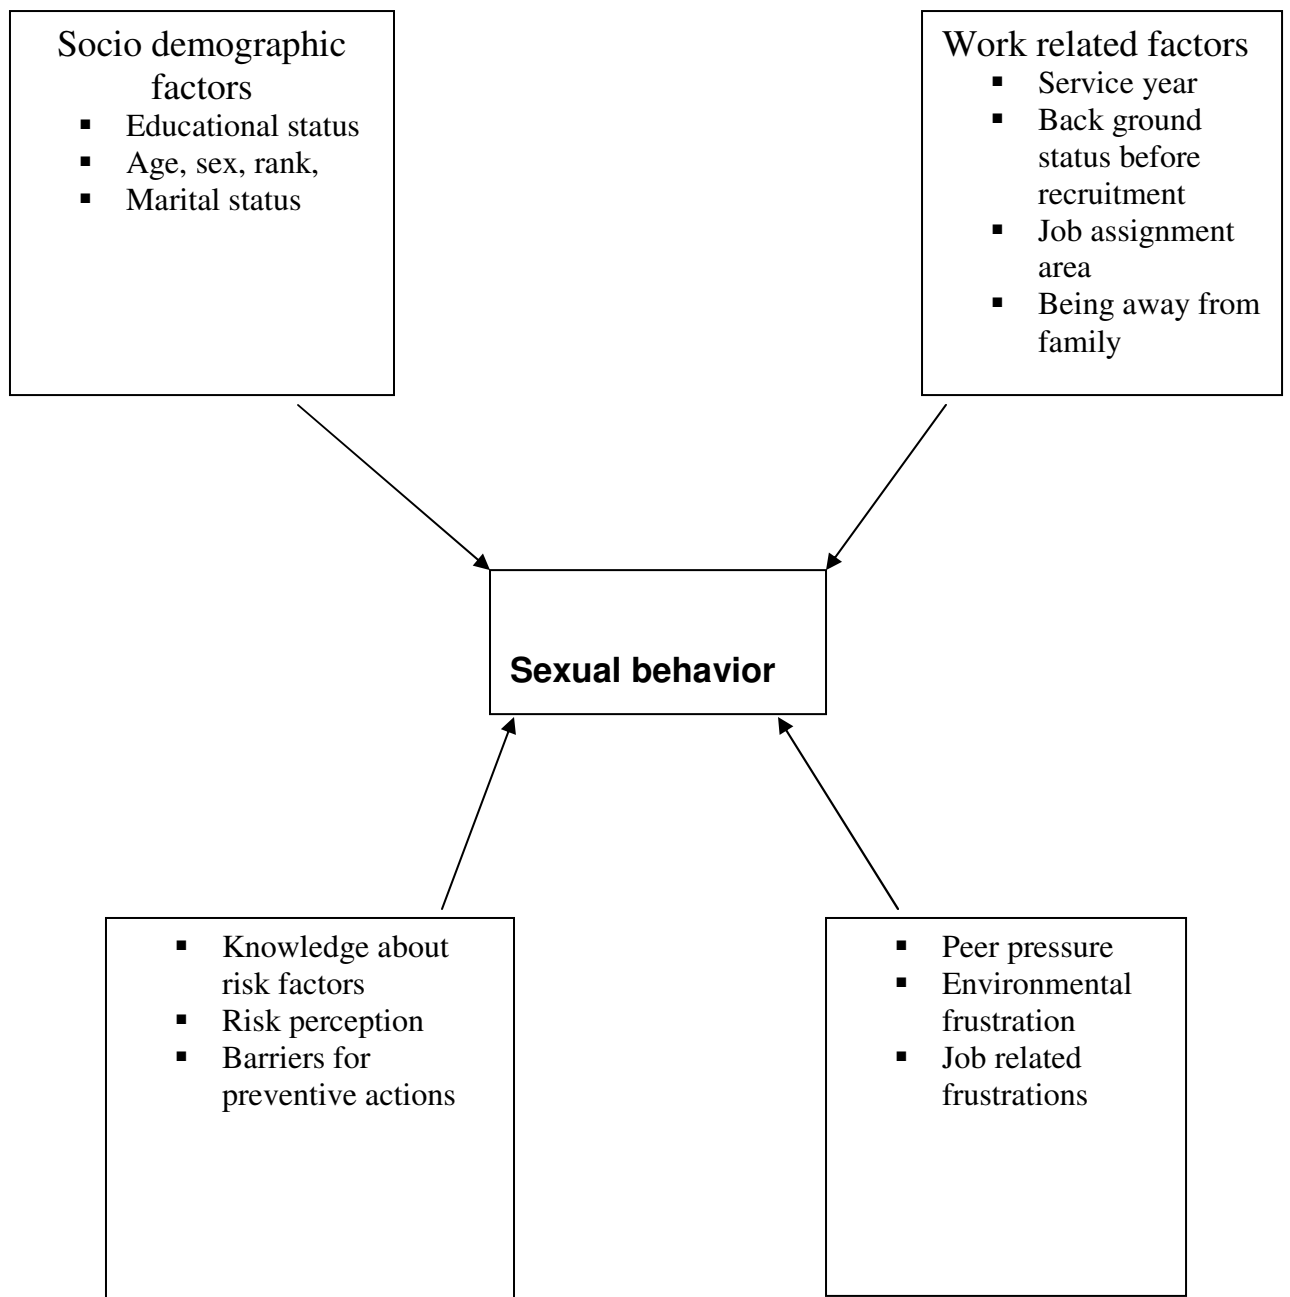 Socio demographic
factors
▪ Educational status
▪ Age, sex, rank,
▪ Marital status
Work related factors
▪ Service year
▪ Back ground
status before
recruitment
▪ Job assignment
area
▪ Being away from
family
Sexual behavior
▪ Knowledge about
risk factors
▪ Risk perception
▪ Barriers for
preventive actions
▪ Peer pressure
▪ Environmental
frustration
▪ Job related
frustrations